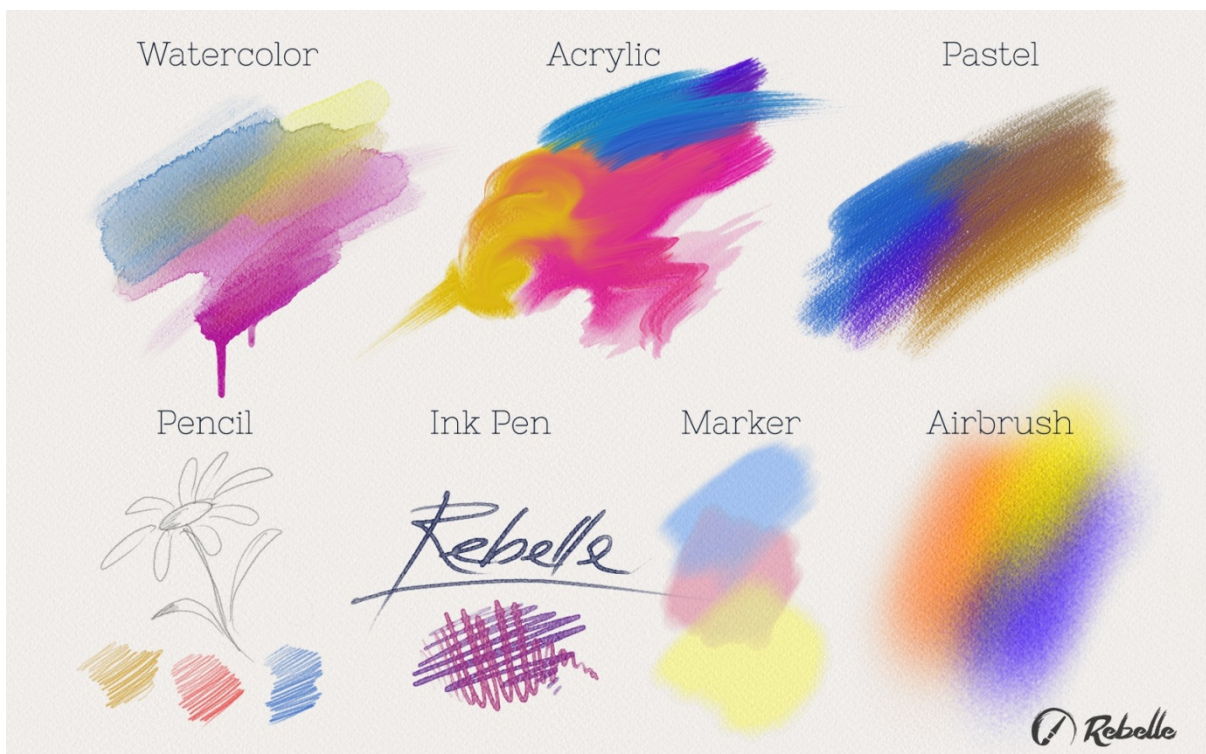 Watercolor
Acrylic
Pastel
Pencil
Ink Pen
Marker
Airbrush
Rebelle
Rebelle